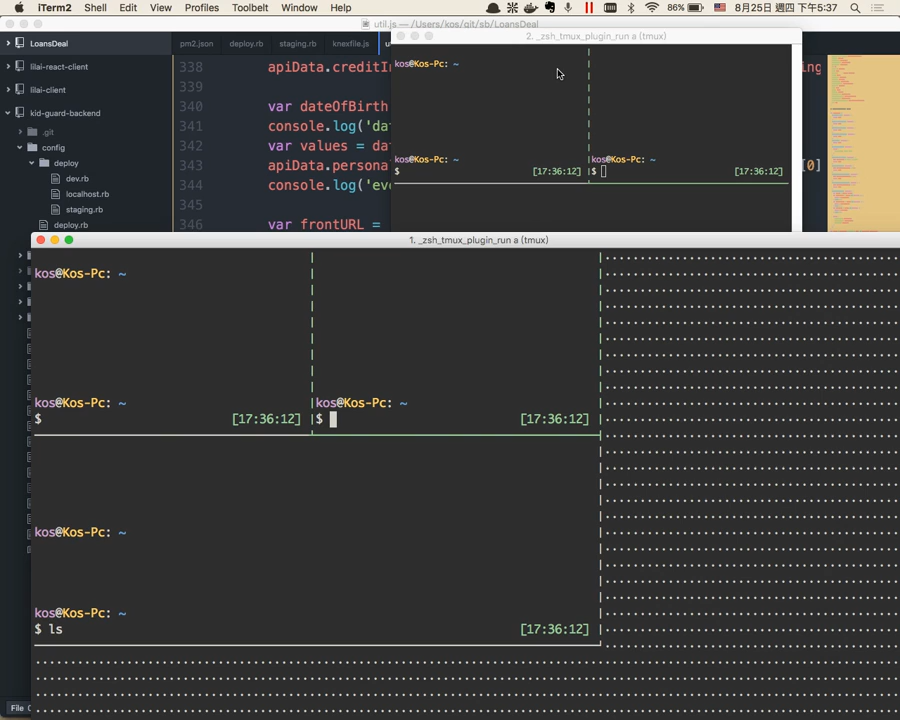 iTerm2 Shell Edit View Profiles Toolbelt Window Help 86% 8月25日 週四 下午5:37
util.js — /Users/kos/git/sb/LoansDeal
2. _zsh_tmux_plugin_run a (tmux)
LoansDeal
lilai-react-client
lilai-client
kid-guard-backend
.git
config
deploy
dev.rb
localhost.rb
staging.rb
deploy.rb
pm2.json deploy.rb staging.rb knexfile.js
338 apiData.creditI
339
340 var dateOfBirth
341 console.log('da
342 var values = da
343 apiData.persona
344 console.log('ev
345
346 var frontURL =
[0]
kos@Kos-Pc: ~
kos@Kos-Pc: ~ kos@Kos-Pc: ~
$ [17:36:12] $ [17:36:12]
1. _zsh_tmux_plugin_run a (tmux)
kos@Kos-Pc: ~
kos@Kos-Pc: ~ kos@Kos-Pc: ~
$ [17:36:12] $ [17:36:12]
kos@Kos-Pc: ~
kos@Kos-Pc: ~
$ ls [17:36:12]
File